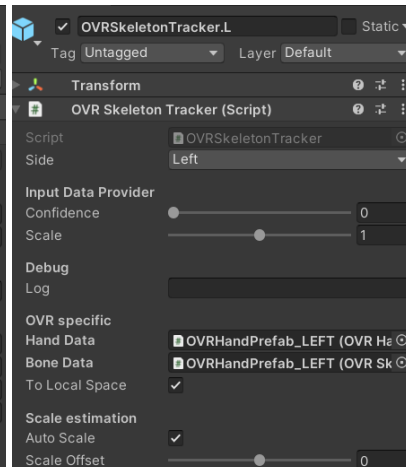 OVRSkeletonTracker.L Static
Tag Untagged Layer Default
Transform
# OVR Skeleton Tracker (Script)
Script # OVRSkeletonTracker
Side Left
Input Data Provider
Confidence 0
Scale 1
Debug
Log
OVR specific
Hand Data # OVRHandPrefab_LEFT (OVR Ha
Bone Data # OVRHandPrefab_LEFT (OVR Sk
To Local Space
Scale estimation
Auto Scale
Scale Offset 0